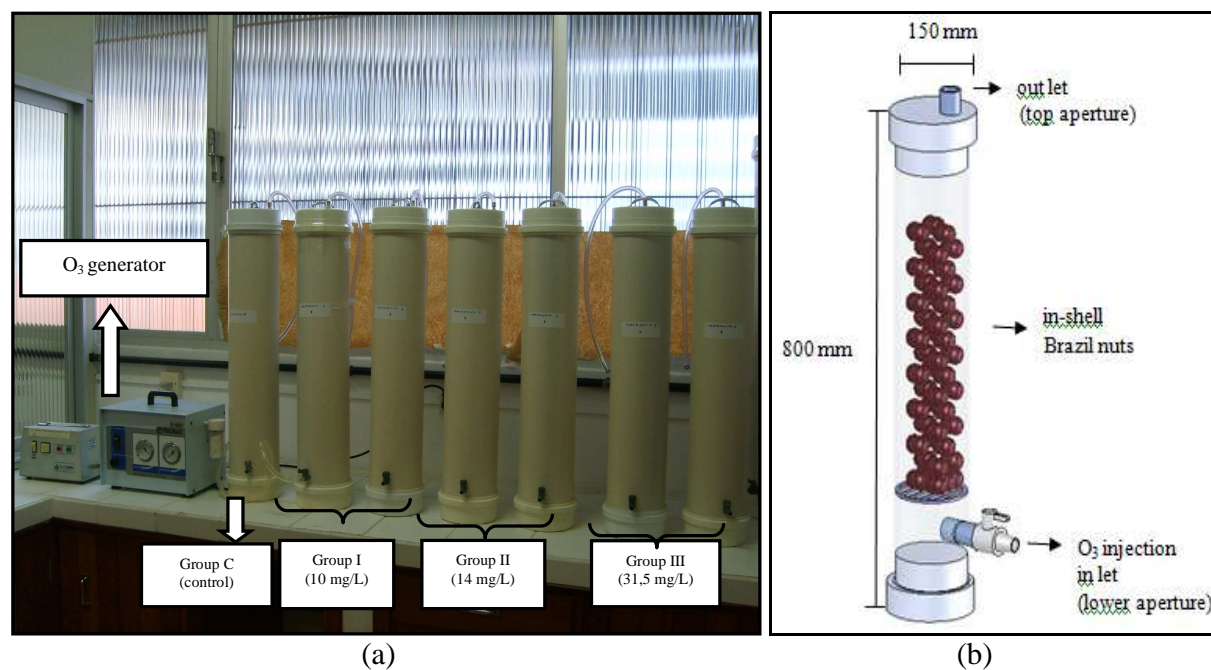 O₃ generator
Group C
(control)
Group I
(10 mg/L)
Group II
(14 mg/L)
Group III
(31,5 mg/L)
(a)
150 mm
out let
(top aperture)
800 mm
in-shell
Brazil nuts
O₃ injection
in let
(lower aperture)
(b)